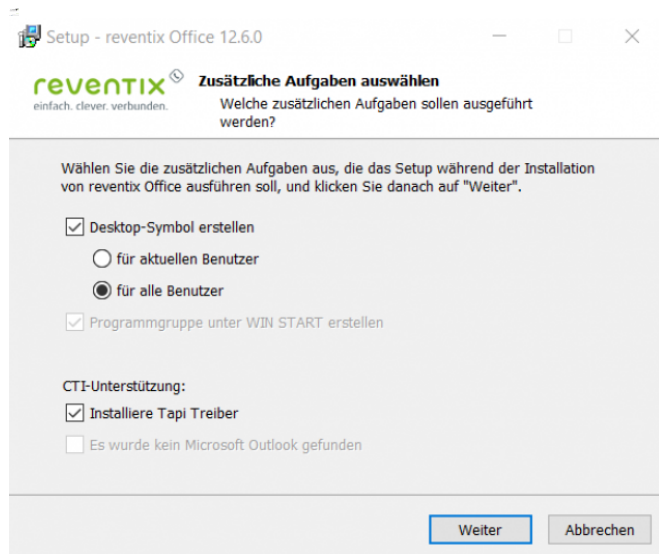 Setup - reventix Office 12.6.0
reventix
einfach. clever. verbunden.
Zusätzliche Aufgaben auswählen
Welche zusätzlichen Aufgaben sollen ausgeführt
werden?
Wählen Sie die zusätzlichen Aufgaben aus, die das Setup während der Installation
von reventix Office ausführen soll, und klicken Sie danach auf "Weiter".
Desktop-Symbol erstellen
für aktuellen Benutzer
für alle Benutzer
Programmgruppe unter WIN START erstellen
CTI-Unterstützung:
Installiere Tapi Treiber
Es wurde kein Microsoft Outlook gefunden
Weiter
Abbrechen